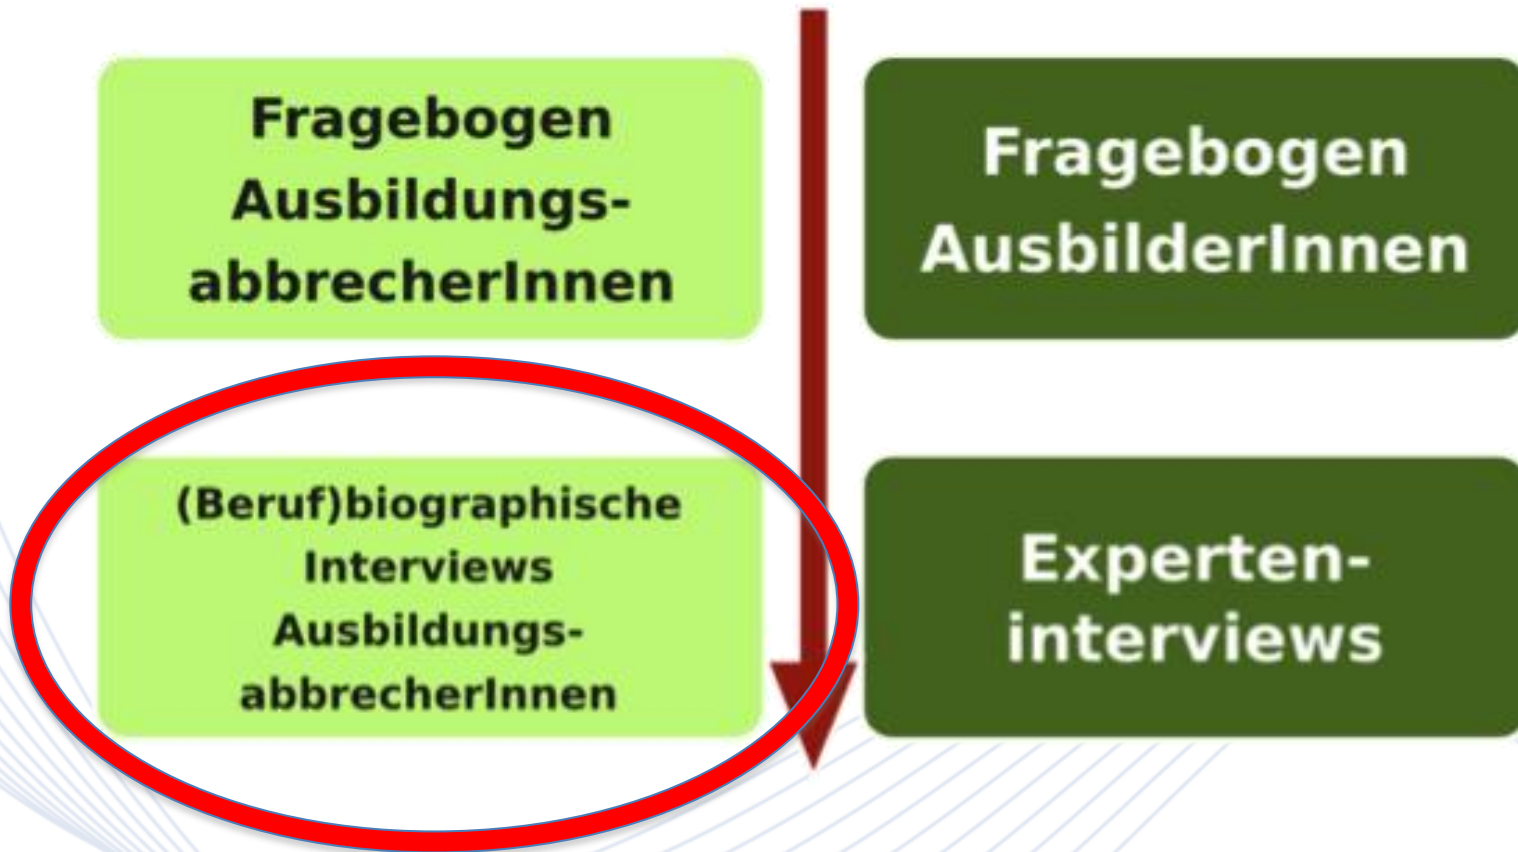 Fragebogen
Ausbildungs-
abbrecherInnen
Fragebogen
AusbilderInnen
(Beruf)biographische
Interviews
Ausbildungs-
abbrecherInnen
Experten-
interviews